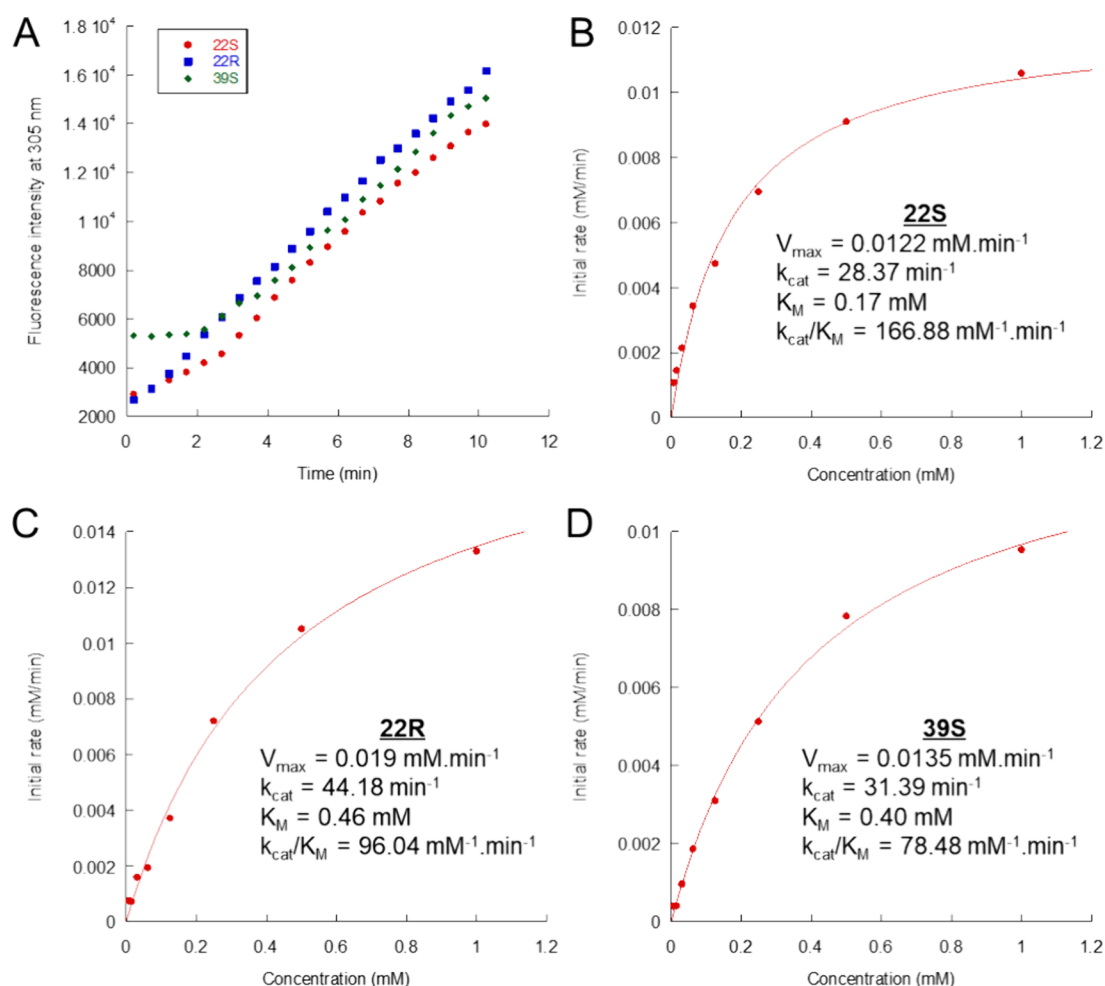 A
1.8 10⁴
1.6 10⁴
1.4 10⁴
1.2 10⁴
1 10⁴
8000
6000
4000
2000
Fluorescence intensity at 305 nm
22S
22R
39S
0 2 4 6 8 10 12
Time (min)
B
0.012
0.01
0.008
0.006
0.004
0.002
0
Initial rate (mM/min)
22S
Vmax = 0.0122 mM.min⁻¹
kcat = 28.37 min⁻¹
KM = 0.17 mM
kcat/KM = 166.88 mM⁻¹.min⁻¹
0 0.2 0.4 0.6 0.8 1 1.2
Concentration (mM)
C
0.014
0.012
0.01
0.008
0.006
0.004
0.002
0
Initial rate (mM/min)
22R
Vmax = 0.019 mM.min⁻¹
kcat = 44.18 min⁻¹
KM = 0.46 mM
kcat/KM = 96.04 mM⁻¹.min⁻¹
0 0.2 0.4 0.6 0.8 1 1.2
Concentration (mM)
D
0.01
0.008
0.006
0.004
0.002
0
Initial rate (mM/min)
39S
Vmax = 0.0135 mM.min⁻¹
kcat = 31.39 min⁻¹
KM = 0.40 mM
kcat/KM = 78.48 mM⁻¹.min⁻¹
0 0.2 0.4 0.6 0.8 1 1.2
Concentration (mM)